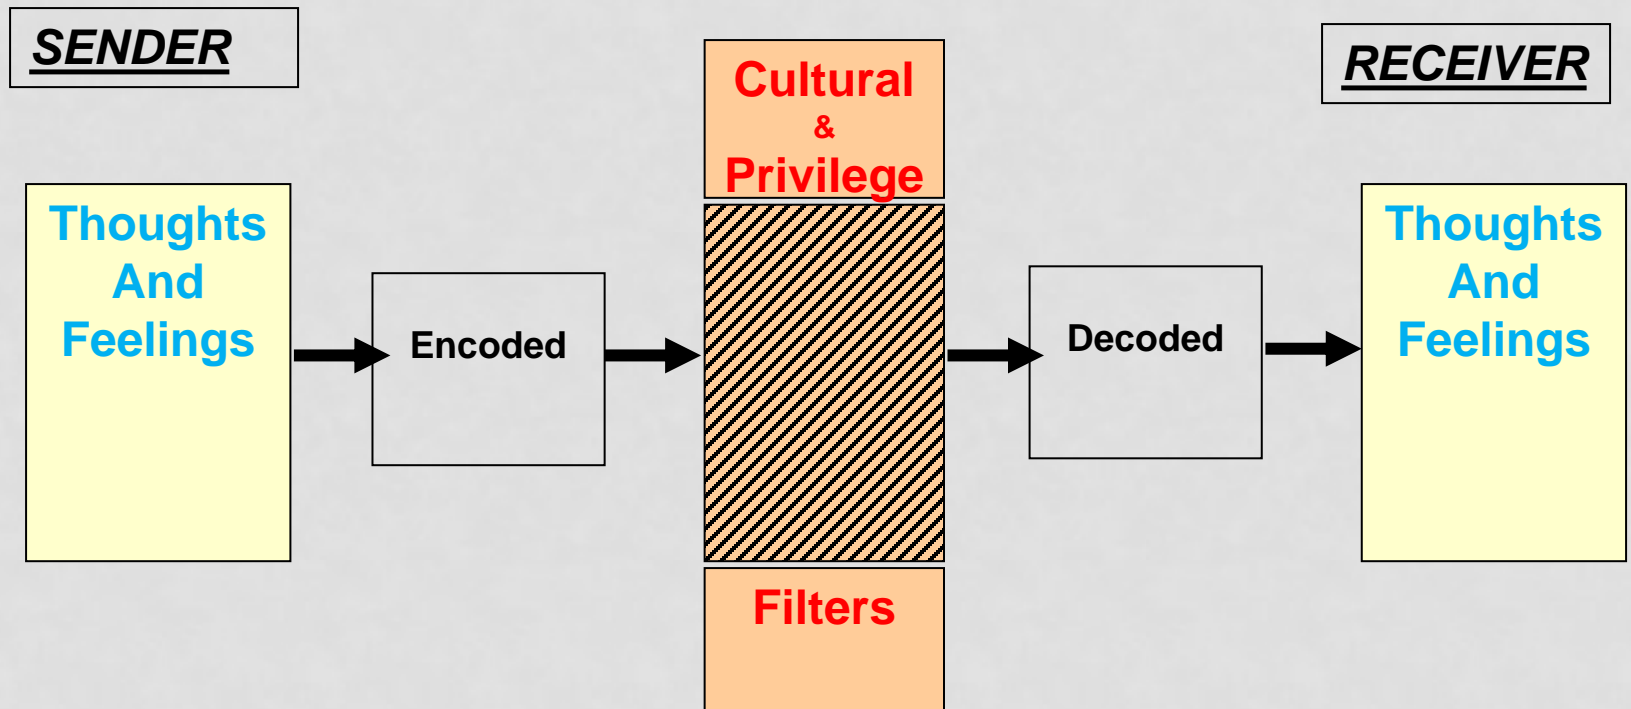 SENDER
RECEIVER
Cultural
&
Privilege
Thoughts
And
Feelings
Encoded
Decoded
Thoughts
And
Feelings
Filters